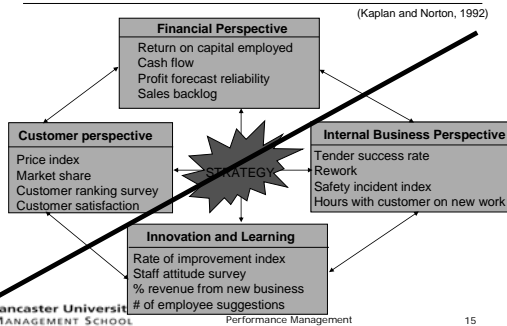 (Kaplan and Norton, 1992)
Financial Perspective
Return on capital employed
Cash flow
Profit forecast reliability
Sales backlog
Customer perspective
Price index
Market share
Customer ranking survey
Customer satisfaction
STRATEGY
Internal Business Perspective
Tender success rate
Rework
Safety incident index
Hours with customer on new work
Innovation and Learning
Rate of improvement index
Staff attitude survey
% revenue from new business
# of employee suggestions
ancaster Universit
MANAGEMENT SCHOOL
Performance Management
15